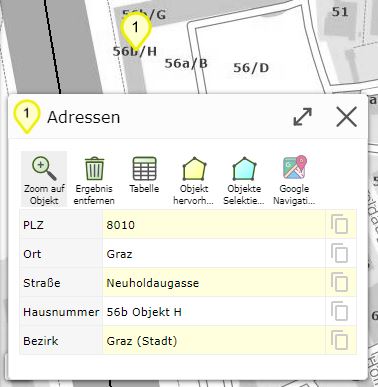 51
56b/G
1
56b/H
56a/B
56/D
1 Adressen
Zoom auf Objekt
Ergebnis entfernen
Tabelle
Objekt hervorh...
Objekte Selektie...
Google Navigati...
PLZ 8010
Ort Graz
Straße Neuholdaugasse
Hausnummer 56b Objekt H
Bezirk Graz (Stadt)